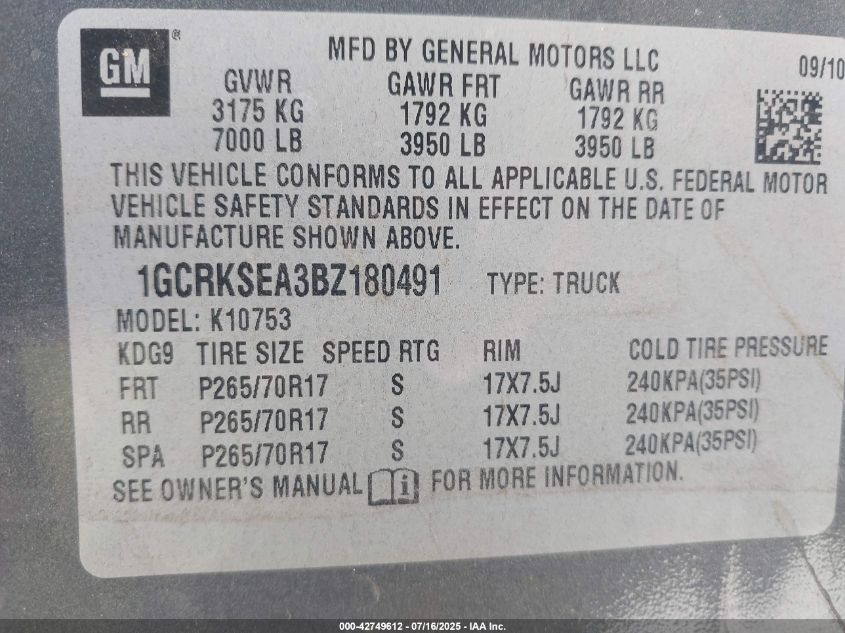 GM®
MFD BY GENERAL MOTORS LLC
09/10
GVWR GAWR FRT GAWR RR
3175 KG 1792 KG 1792 KG
7000 LB 3950 LB 3950 LB
THIS VEHICLE CONFORMS TO ALL APPLICABLE U.S. FEDERAL MOTOR
VEHICLE SAFETY STANDARDS IN EFFECT ON THE DATE OF
MANUFACTURE SHOWN ABOVE.
1GCRKSEA3BZ180491 TYPE: TRUCK
MODEL: K10753
KDG9 TIRE SIZE SPEED RTG RIM COLD TIRE PRESSURE
FRT P265/70R17 S 17X7.5J 240KPA(35PSI)
RR P265/70R17 S 17X7.5J 240KPA(35PSI)
SPA P265/70R17 S 17X7.5J 240KPA(35PSI)
SEE OWNER'S MANUAL i FOR MORE INFORMATION.
000-42749612 - 07/16/2025 - IAA Inc.